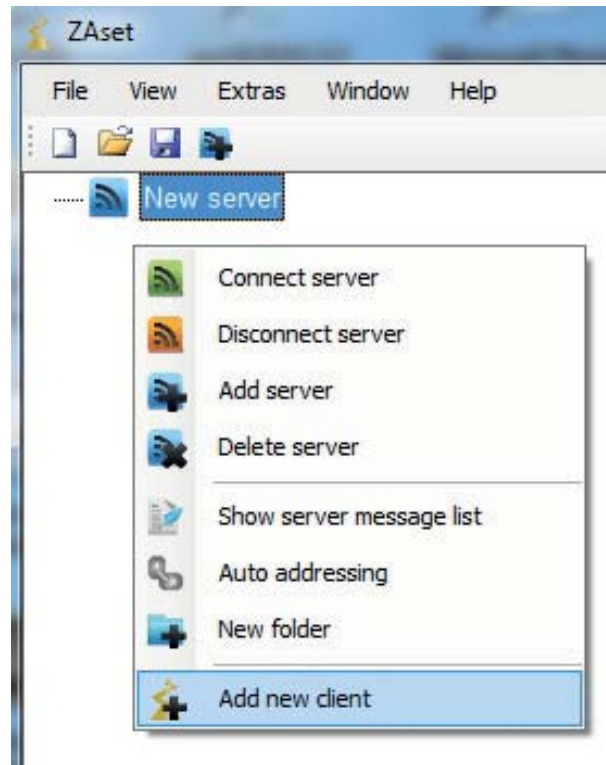 ZAset
File View Extras Window Help
New server
Connect server
Disconnect server
Add server
Delete server
Show server message list
Auto addressing
New folder
Add new client